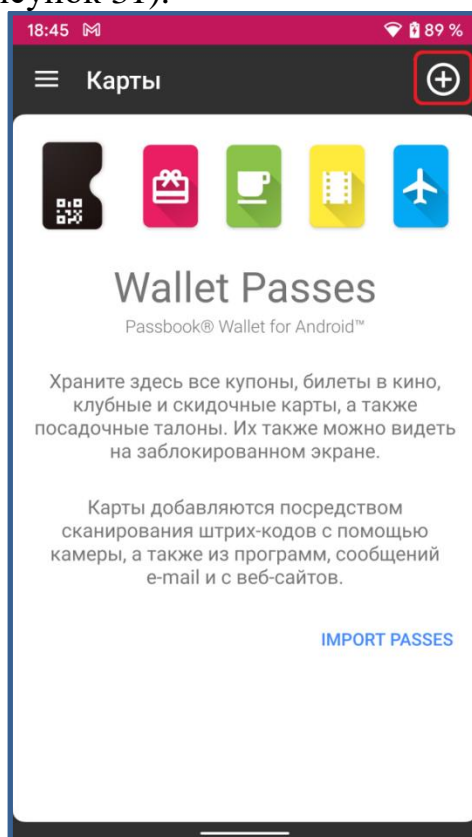 18:45 89 %
Карты
Wallet Passes
Passbook® Wallet for Android™
Храните здесь все купоны, билеты в кино,
клубные и скидочные карты, а также
посадочные талоны. Их также можно видеть
на заблокированном экране.
Карты добавляются посредством
сканирования штрих-кодов с помощью
камеры, а также из программ, сообщений
e-mail и с веб-сайтов.
IMPORT PASSES